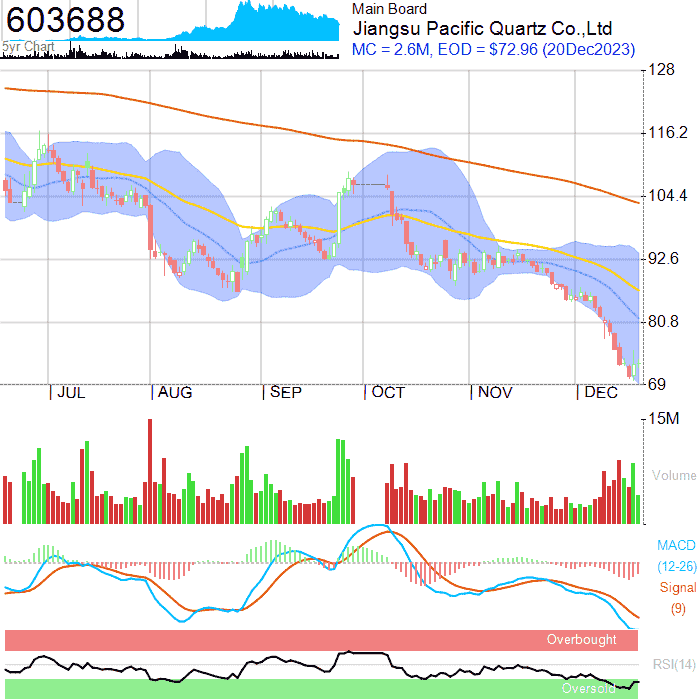 603688
5yr Chart
Main Board
Jiangsu Pacific Quartz Co.,Ltd
MC = 2.6M, EOD = $72.96 (20Dec2023)
128
116.2
104.4
92.6
80.8
69
JUL AUG SEP OCT NOV DEC
15M
Volume
MACD
(12-26)
Signal
(9)
Overbought
RSI(14)
Oversold